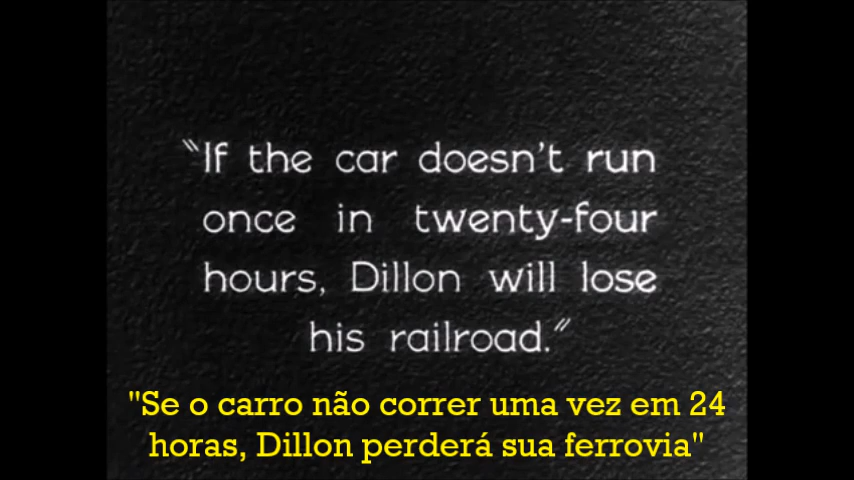 "If the car doesn't run
once in twenty-four
hours, Dillon will lose
his railroad."
"Se o carro não correr uma vez em 24
horas, Dillon perderá sua ferrovia"